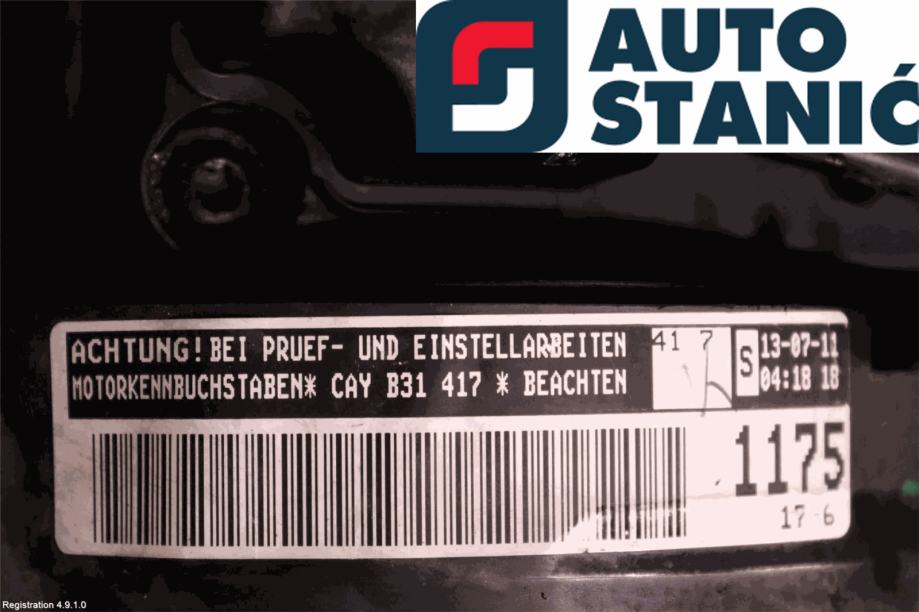 AUTO
STANIĆ
ACHTUNG! BEI PRUEF- UND EINSTELLARBEITEN
MOTORKENNBUCHSTABEN* CAY B31 417 * BEACHTEN
41 7
S
13-07-11
04:18 18
1175
17-6
Registration 4.9.1.0